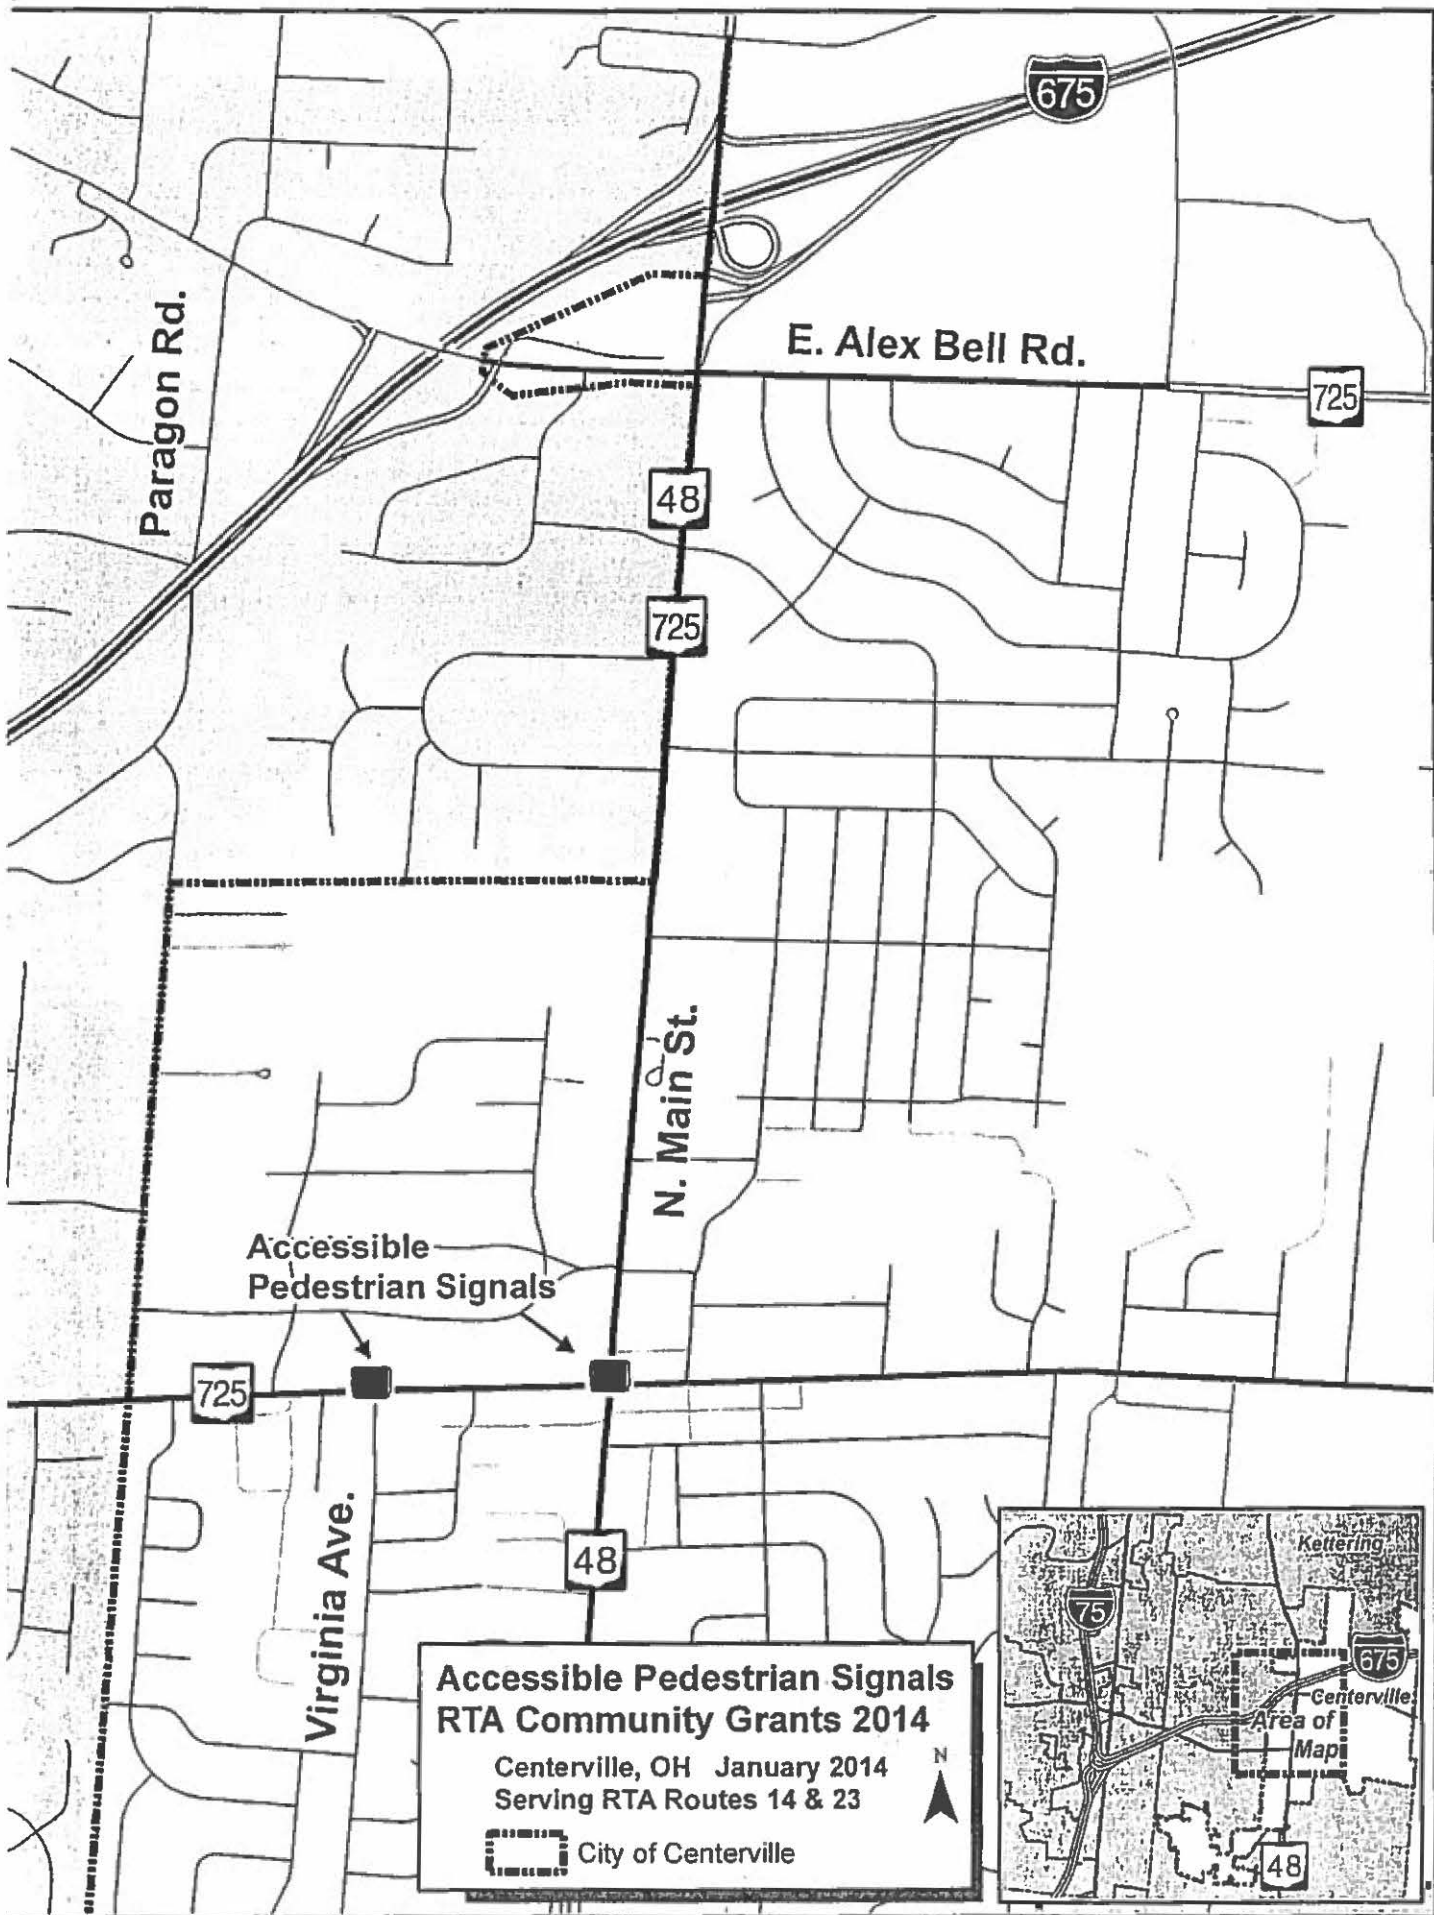 675
Paragon Rd.
E. Alex Bell Rd.
725
48
725
N. Main St.
Accessible
Pedestrian Signals
725
Virginia Ave.
48
Accessible Pedestrian Signals
RTA Community Grants 2014
Centerville, OH January 2014
Serving RTA Routes 14 & 23
N
City of Centerville
Kettering
75
675
Centerville
Area of
Map
48